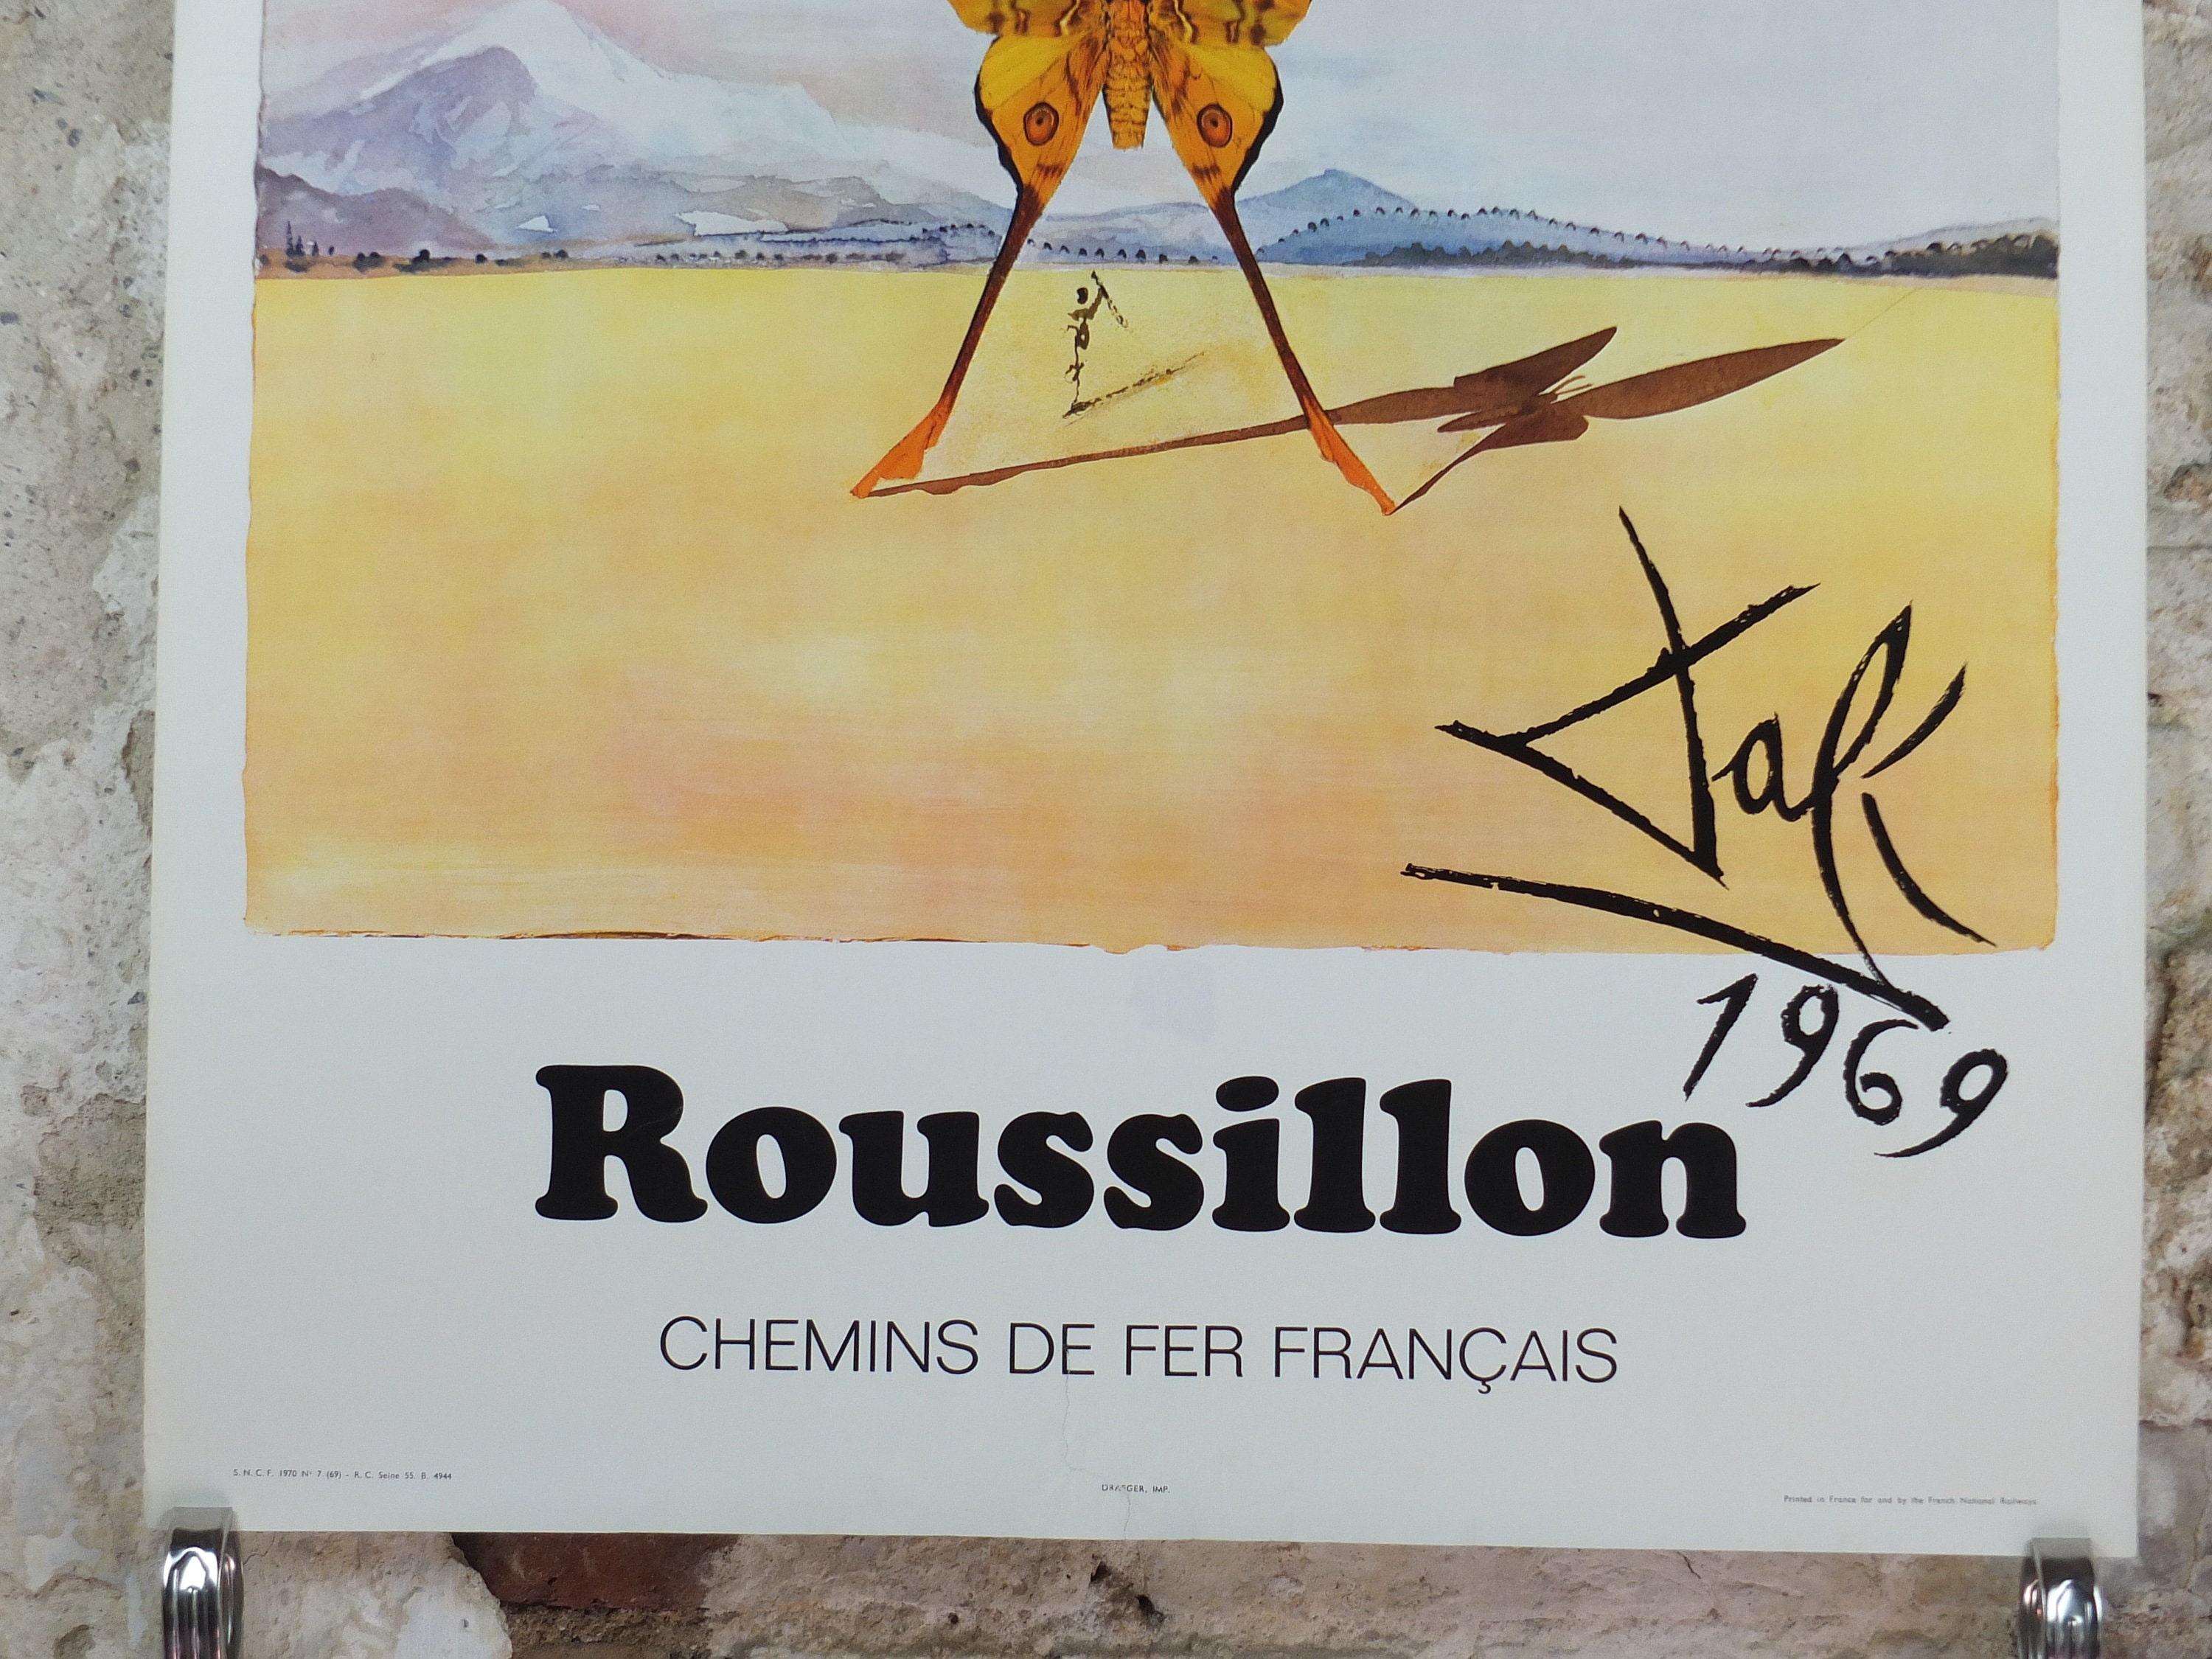 Dalí
1969
Roussillon
CHEMINS DE FER FRANÇAIS
S. N. C. F. 1970 N° 7 (69) - R. C. Seine 55. B. 4944
DRAEGER, IMP.
Printed in France for and by the French National Railways